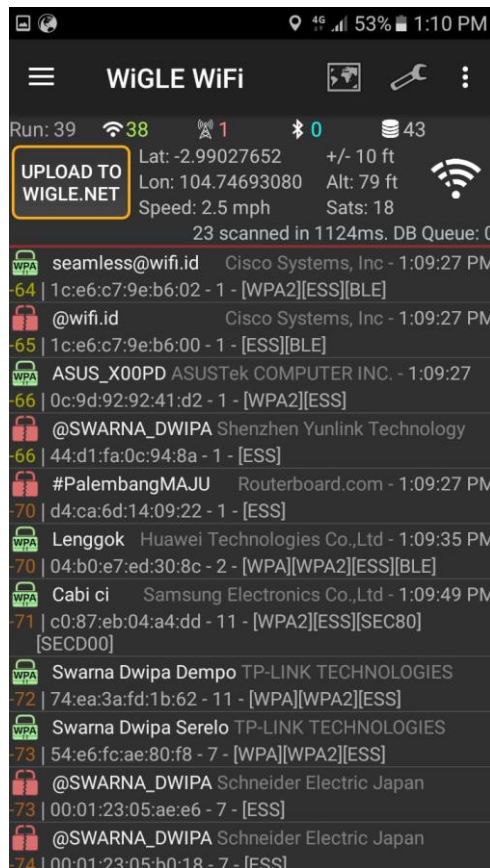 4G 53% 1:10 PM
WiGLE WiFi
Run: 39 38 1 0 43
UPLOAD TO WIGLE.NET
Lat: -2.99027652 +/- 10 ft
Lon: 104.74693080 Alt: 79 ft
Speed: 2.5 mph Sats: 18
23 scanned in 1124ms. DB Queue: 0
WPA seamless@wifi.id Cisco Systems, Inc - 1:09:27 PM
-64 | 1c:e6:c7:9e:b6:02 - 1 - [WPA2][ESS][BLE]
@wifi.id Cisco Systems, Inc - 1:09:27 PM
-65 | 1c:e6:c7:9e:b6:00 - 1 - [ESS][BLE]
WPA ASUS_X00PD ASUSTek COMPUTER INC. - 1:09:27
-66 | 0c:9d:92:92:41:d2 - 1 - [WPA2][ESS]
@SWARNA_DWIPA Shenzhen Yunlink Technology
-66 | 44:d1:fa:0c:94:8a - 1 - [ESS]
#PalembangMAJU Routerboard.com - 1:09:27 PM
-70 | d4:ca:6d:14:09:22 - 1 - [ESS]
WPA Lenggok Huawei Technologies Co.,Ltd - 1:09:35 PM
-70 | 04:b0:e7:ed:30:8c - 2 - [WPA][WPA2][ESS][BLE]
WPA Cabi ci Samsung Electronics Co.,Ltd - 1:09:49 PM
-71 | c0:87:eb:04:a4:dd - 11 - [WPA2][ESS][SEC80]
[SECD00]
WPA Swarna Dwipa Dempo TP-LINK TECHNOLOGIES
-72 | 74:ea:3a:fd:1b:62 - 11 - [WPA][WPA2][ESS]
WPA Swarna Dwipa Serelo TP-LINK TECHNOLOGIES
-73 | 54:e6:fc:ae:80:f8 - 7 - [WPA][WPA2][ESS]
@SWARNA_DWIPA Schneider Electric Japan
-73 | 00:01:23:05:ae:e6 - 7 - [ESS]
@SWARNA_DWIPA Schneider Electric Japan
-74 | 00:01:23:05:b0:18 - 7 - [ESS]